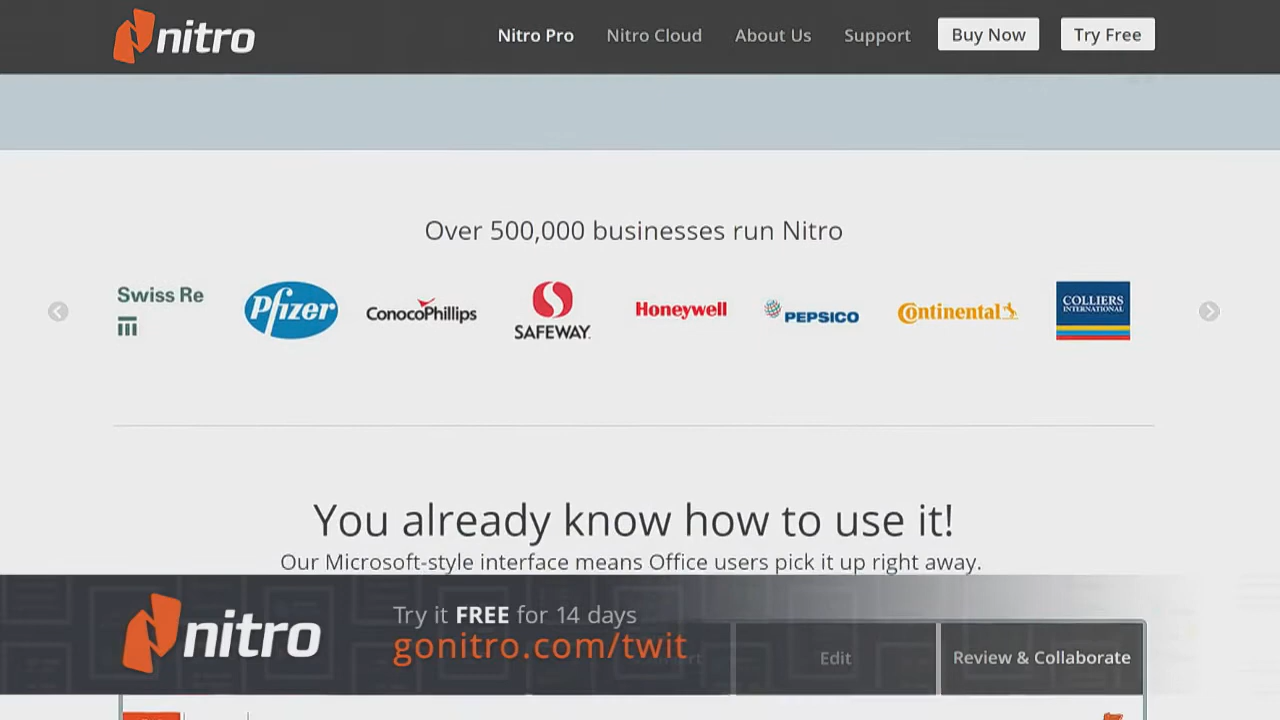 nitro
Nitro Pro
Nitro Cloud
About Us
Support
Buy Now
Try Free
Over 500,000 businesses run Nitro
Swiss Re
Pfizer
ConocoPhillips
SAFEWAY.
Honeywell
PEPSICO
Continental
COLLIERS
INTERNATIONAL
You already know how to use it!
Our Microsoft-style interface means Office users pick it up right away.
nitro
Try it FREE for 14 days
gonitro.com/twit
Edit
Review & Collaborate